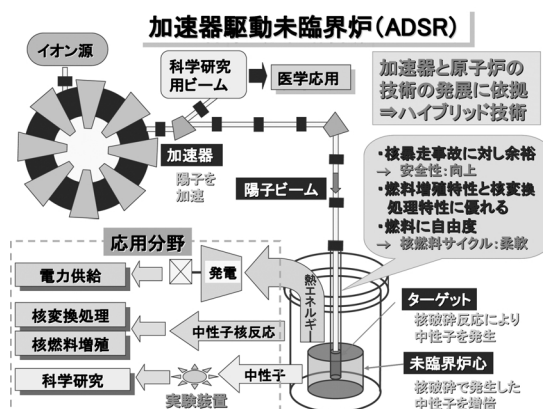 加速器駆動未臨界炉(ADSR)
イオン源
科学研究
用ビーム
医学応用
加速器と原子炉の
技術の発展に依拠
⇒ハイブリッド技術
加速器
陽子を
加速
陽子ビーム
・核暴走事故に対し余裕
→ 安全性:向上
・燃料増殖特性と核変換
処理特性に優れる
・燃料に自由度
→ 核燃料サイクル:柔軟
応用分野
電力供給
発電
熱エネルギー
核変換処理
核燃料増殖
中性子核反応
科学研究
実験装置
中性子
ターゲット
核破砕反応により
中性子を発生
未臨界炉心
核破砕で発生した
中性子を増倍